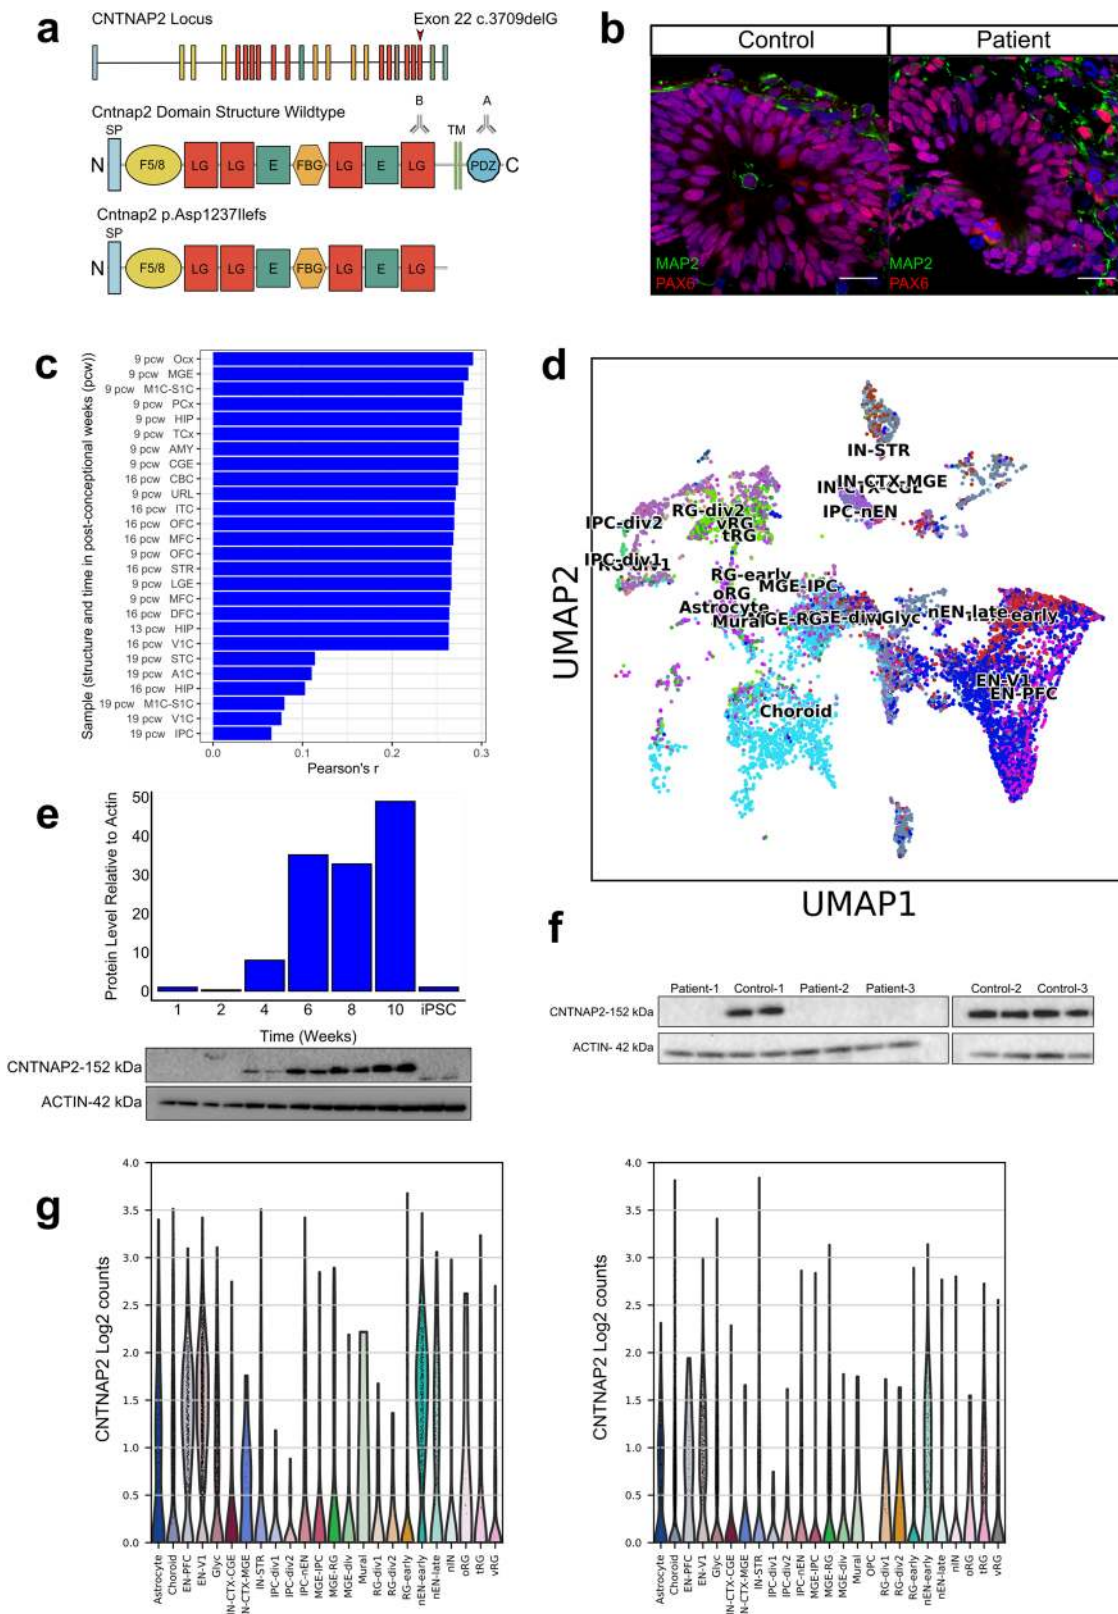 a
CNTNAP2 Locus
Exon 22 c.3709delG
Cntnap2 Domain Structure Wildtype
B
A
SP
TM
N
F5/8
LG
LG
E
FBG
LG
E
LG
PDZ
C
Cntnap2 p.Asp1237Ilefs
SP
N
F5/8
LG
LG
E
FBG
LG
E
LG
b
Control
Patient
MAP2
PAX6
MAP2
PAX6
c
Sample (structure and time in post-conceptional weeks (pcw))
9 pcw Ocx
9 pcw MGE
9 pcw M1C-S1C
9 pcw PCx
9 pcw HIP
9 pcw TCx
9 pcw AMY
9 pcw CGE
16 pcw CBC
9 pcw URL
16 pcw ITC
16 pcw OFC
16 pcw MFC
9 pcw OFC
16 pcw STR
9 pcw LGE
9 pcw MFC
16 pcw DFC
13 pcw HIP
16 pcw V1C
19 pcw STC
19 pcw A1C
16 pcw HIP
19 pcw M1C-S1C
19 pcw V1C
19 pcw IPC
0.0 0.1 0.2 0.3
Pearson's r
d
UMAP2
IN-STR
IN-CTX-MGE
IN-CTX-CGE
IPC-nEN
RG-div2
vRG
tRG
IPC-div2
IPC-div1
RG-div1
RG-early
MGE-IPC
oRG
Astrocyte
Mural
Glyc
nEN-late
early
EN-V1
EN-PFC
Choroid
UMAP1
e
Protein Level Relative to Actin
50
40
30
20
10
0
1 2 4 6 8 10 iPSC
Time (Weeks)
CNTNAP2-152 kDa
ACTIN-42 kDa
f
Patient-1 Control-1 Patient-2 Patient-3 Control-2 Control-3
CNTNAP2-152 kDa
ACTIN- 42 kDa
g
CNTNAP2 Log2 counts
4.0
3.5
3.0
2.5
2.0
1.5
1.0
0.5
0.0
Astrocyte
Choroid
EN-PFC
EN-V1
Glyc
IN-CTX-CGE
N-CTX-MGE
IN-STR
IPC-div1
IPC-div2
IPC-nEN
MGE-IPC
MGE-RG
MGE-div
Mural
RG-div1
RG-div2
RG-early
nEN-early
nEN-late
nIN
oRG
tRG
vRG
CNTNAP2 Log2 counts
4.0
3.5
3.0
2.5
2.0
1.5
1.0
0.5
0.0
Astrocyte
Choroid
EN-PFC
EN-V1
Glyc
IN-CTX-CGE
IN-CTX-MGE
IN-STR
IPC-div1
IPC-div2
IPC-nEN
MGE-IPC
MGE-RG
MGE-div
Mural
OPC
RG-div1
RG-div2
RG-early
nEN-early
nEN-late
nIN
oRG
tRG
vRG